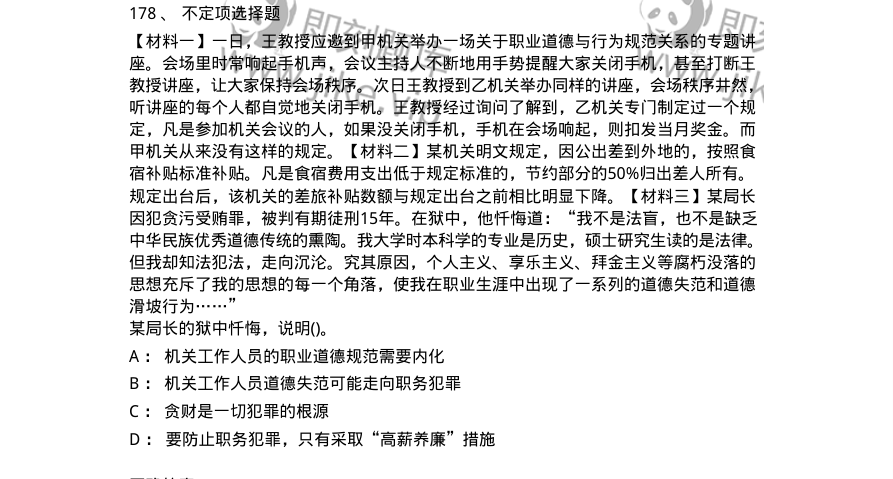 178 、 不定项选择题
【材料一】一日，王教授应邀到甲机关举办一场关于职业道德与行为规范关系的专题讲
座。会场里时常响起手机声，会议主持人不断地用手势提醒大家关闭手机，甚至打断王
教授讲座，让大家保持会场秩序。次日王教授到乙机关举办同样的讲座，会场秩序井然，
听讲座的每个人都自觉地关闭手机。王教授经过询问了解到，乙机关专门制定过一个规
定，凡是参加机关会议的人，如果没关闭手机，手机在会场响起，则扣发当月奖金。而
甲机关从来没有这样的规定。【材料二】某机关明文规定，因公出差到外地的，按照食
宿补贴标准补贴。凡是食宿费用支出低于规定标准的，节约部分的50%归出差人所有。
规定出台后，该机关的差旅补贴数额与规定出台之前相比明显下降。【材料三】某局长
因犯贪污受贿罪，被判有期徒刑15年。在狱中，他忏悔道：“我不是法盲，也不是缺乏
中华民族优秀道德传统的熏陶。我大学时本科学的专业是历史，硕士研究生读的是法律。
但我却知法犯法，走向沉沦。究其原因，个人主义、享乐主义、拜金主义等腐朽没落的
思想充斥了我的思想的每一个角落，使我在职业生涯中出现了一系列的道德失范和道德
滑坡行为……”
某局长的狱中忏悔，说明()。
A ： 机关工作人员的职业道德规范需要内化
B ： 机关工作人员道德失范可能走向职务犯罪
C ： 贪财是一切犯罪的根源
D ： 要防止职务犯罪，只有采取“高薪养廉”措施